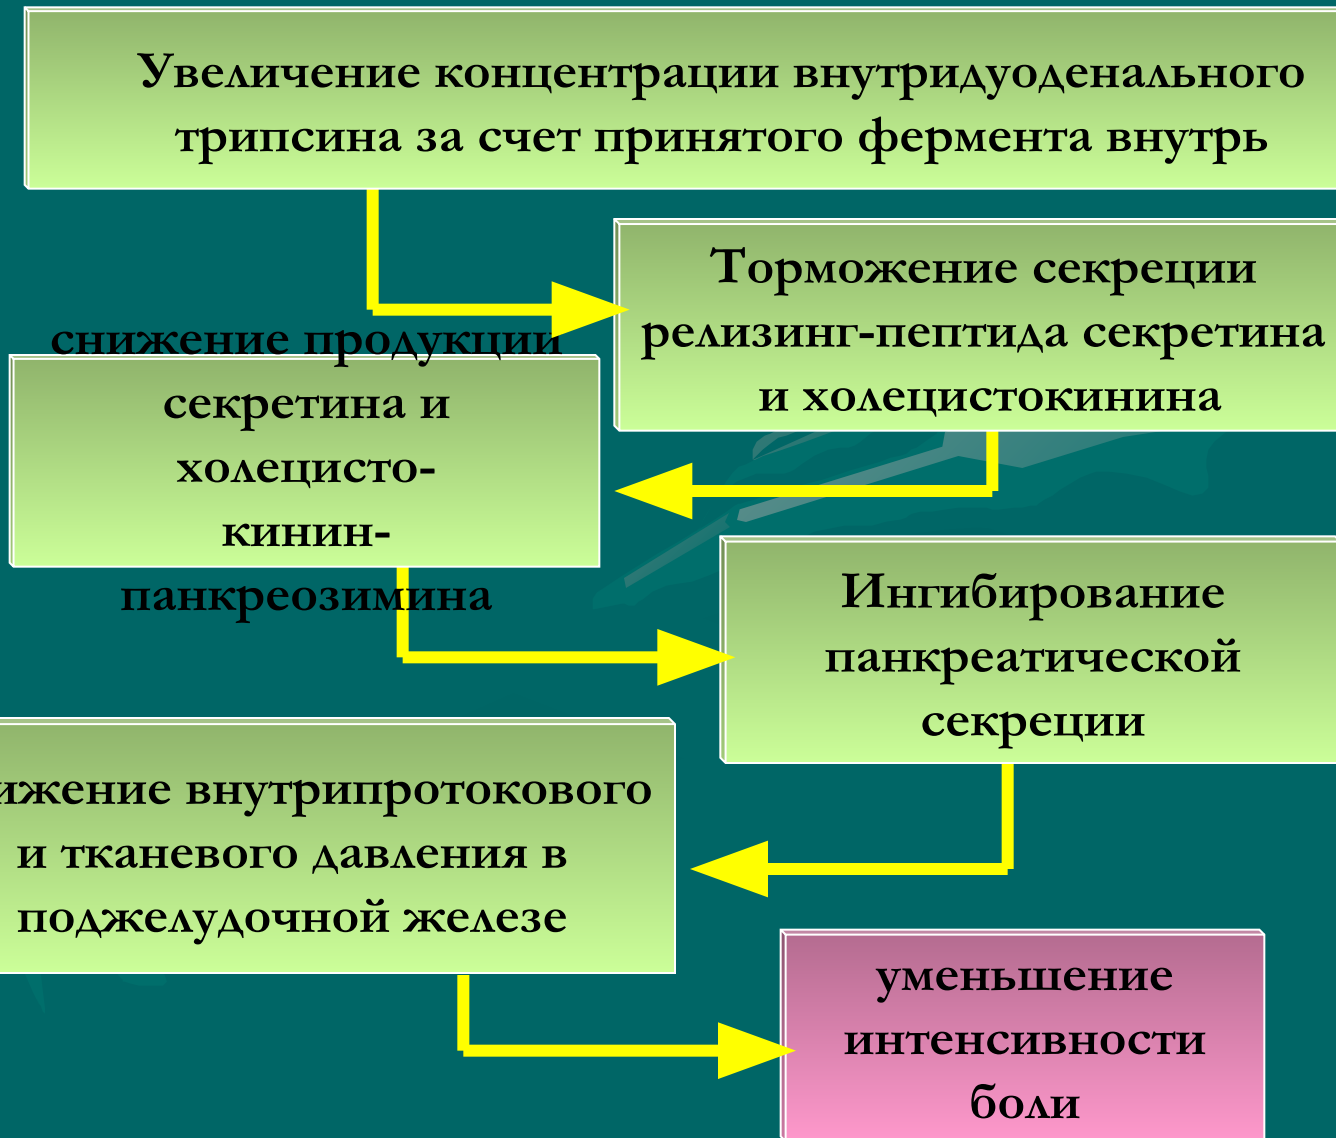 Увеличение концентрации внутридуоденального
трипсина за счет принятого фермента внутрь
Торможение секреции
релизинг-пептида секретина
и холецистокинина
снижение продукции
секретина и
холецисто-
кинин-
панкреозимина
Ингибирование
панкреатической
секреции
ижение внутрипротокового
и тканевого давления в
поджелудочной железе
уменьшение
интенсивности
боли